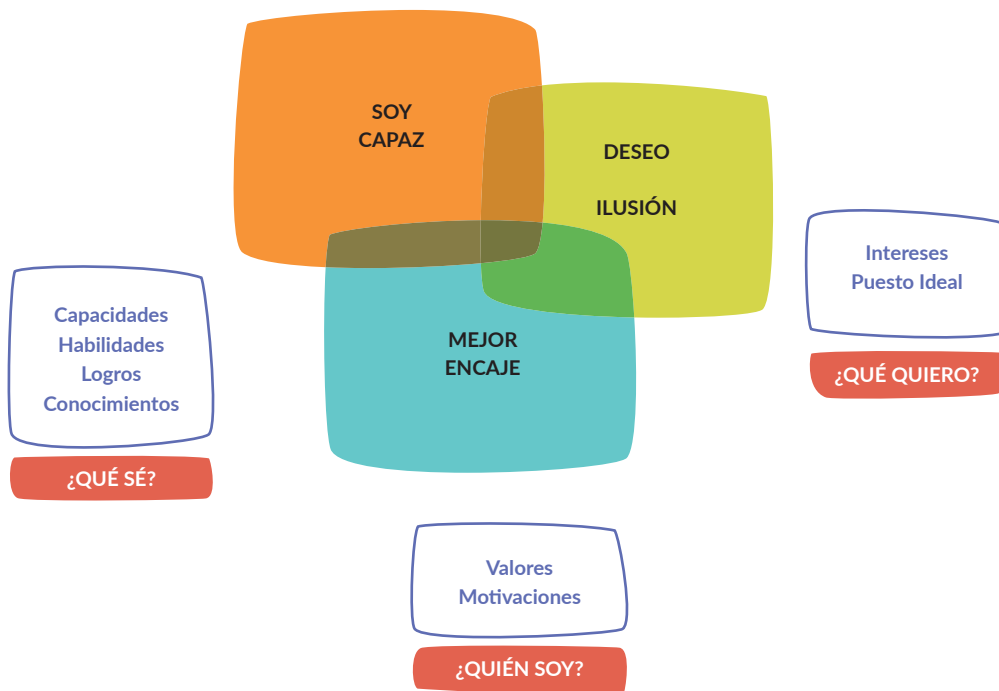 SOY
CAPAZ
DESEO
ILUSIÓN
MEJOR
ENCAJE
Capacidades
Habilidades
Logros
Conocimientos
¿QUÉ SÉ?
Intereses
Puesto Ideal
¿QUÉ QUIERO?
Valores
Motivaciones
¿QUIÉN SOY?